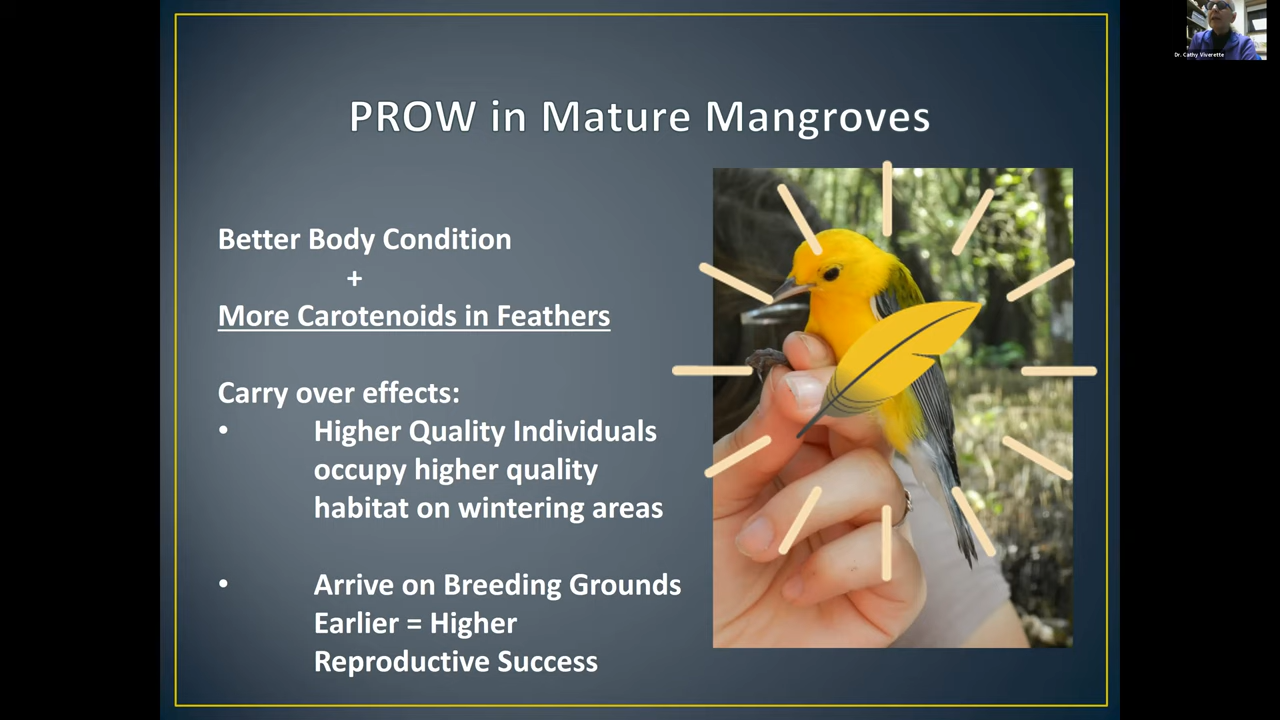 Dr. Cathy Viverette
PROW in Mature Mangroves
Better Body Condition
+
More Carotenoids in Feathers
Carry over effects:
• Higher Quality Individuals
occupy higher quality
habitat on wintering areas
• Arrive on Breeding Grounds
Earlier = Higher
Reproductive Success